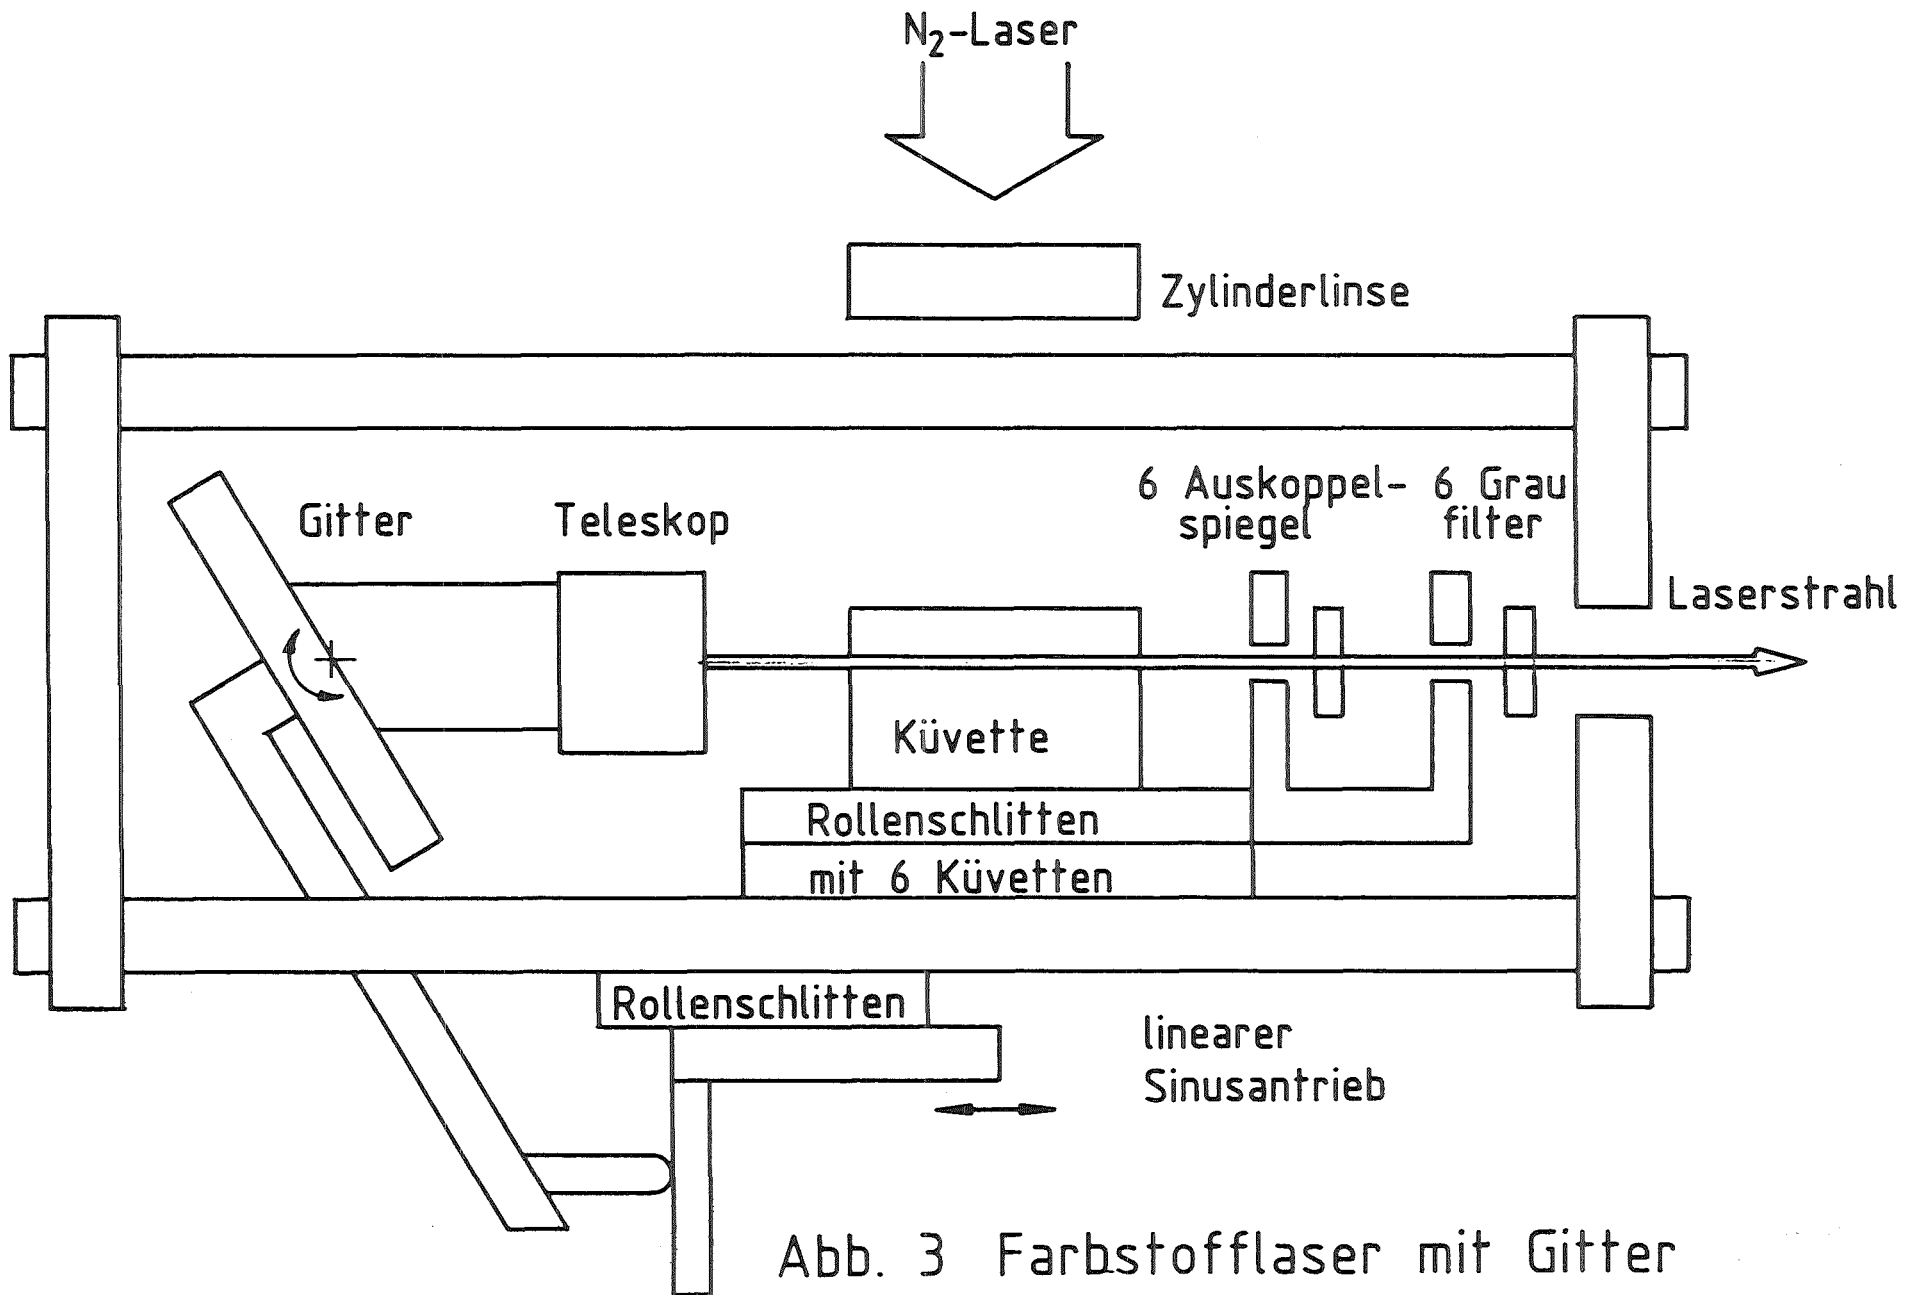 N₂-Laser
Zylinderlinse
6 Auskoppel-
spiegel
6 Grau
filter
Gitter
Teleskop
Laserstrahl
Küvette
Rollenschlitten
mit 6 Küvetten
Rollenschlitten
linearer
Sinusantrieb
Abb. 3 Farbstofflaser mit Gitter